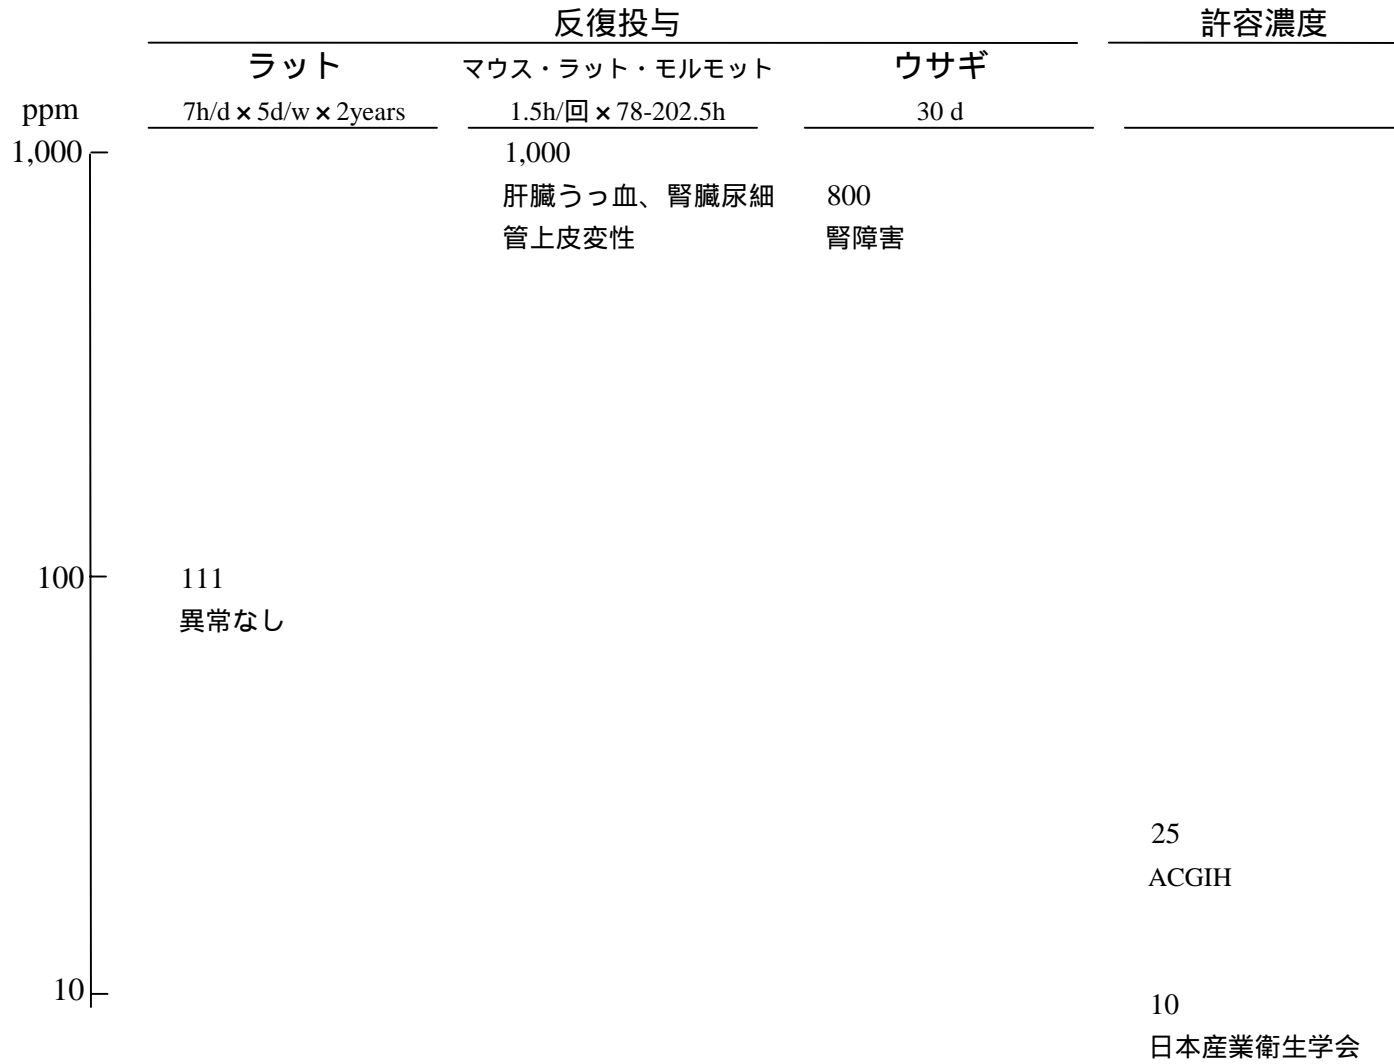 反復投与 許容濃度
ラット マウス・ラット・モルモット ウサギ
ppm 7h/d×5d/w×2years 1.5h/回×78-202.5h 30 d
1,000 1,000
肝臓うっ血、腎臓尿細 800
管上皮変性 腎障害
100 111
異常なし
25
ACGIH
10 10
日本産業衛生学会